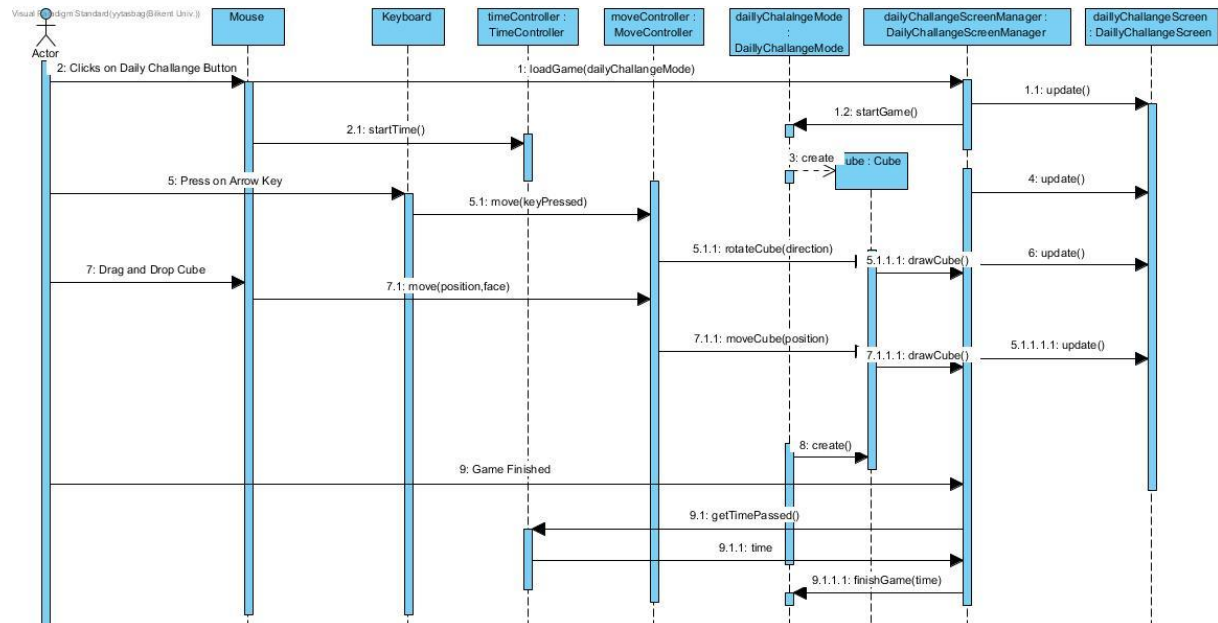 Visual Paradigm Standard(yytasbag(Bilkent Univ.))
Actor
Mouse
Keyboard
timeController :
TimeController
moveController :
MoveController
daillyChalalngeMode
:
DaillyChallangeMode
daillyChallangeScreenManager :
DaillyChallangeScreenManager
daillyChallangeScreen
: DaillyChallangeScreen
2: Clicks on Daily Challange Button
1: loadGame(dailyChallangeMode)
1.1: update()
1.2: startGame()
2.1: startTime()
3: create
ube : Cube
5: Press on Arrow Key
4: update()
5.1: move(keyPressed)
5.1.1: rotateCube(direction)
5.1.1.1: drawCube()
6: update()
7: Drag and Drop Cube
7.1: move(position,face)
7.1.1: moveCube(position)
7.1.1.1: drawCube()
5.1.1.1.1: update()
8: create()
9: Game Finished
9.1: getTimePassed()
9.1.1: time
9.1.1.1: finishGame(time)